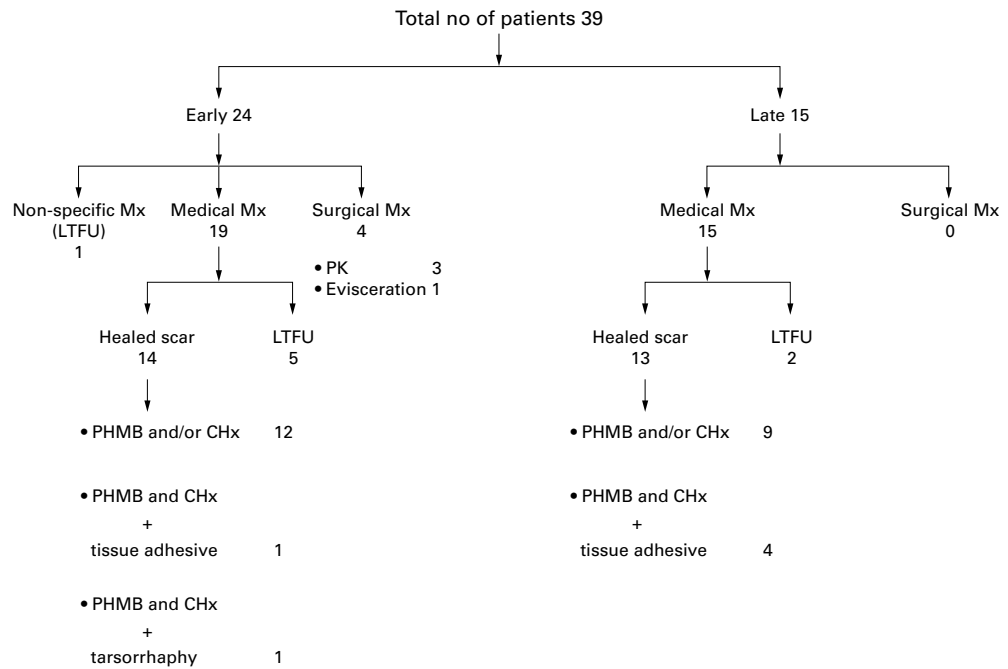 Total no of patients 39
Early 24
Late 15
Non-specific Mx
(LTFU)
1
Medical Mx
19
Surgical Mx
4
• PK 3
• Evisceration 1
Medical Mx
15
Surgical Mx
0
Healed scar
14
LTFU
5
Healed scar
13
LTFU
2
• PHMB and/or CHx 12
• PHMB and CHx
+
tissue adhesive 1
• PHMB and CHx
+
tarsorrhaphy 1
• PHMB and/or CHx 9
• PHMB and CHx
+
tissue adhesive 4